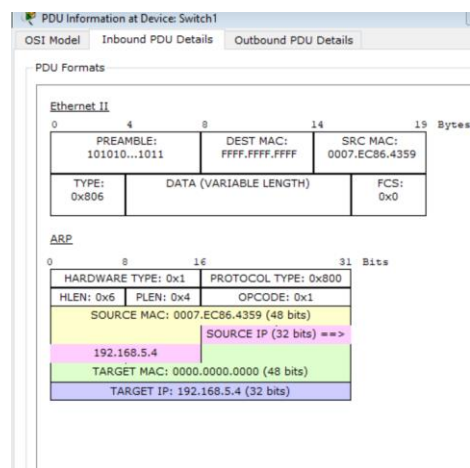 PDU Information at Device: Switch1
OSI Model Inbound PDU Details Outbound PDU Details
PDU Formats
Ethernet II
0 4 8 14 19 Bytes
PREAMBLE: DEST MAC: SRC MAC:
101010...1011 FFFF.FFFF.FFFF 0007.EC86.4359
TYPE: DATA (VARIABLE LENGTH) FCS:
0x806 0x0
ARP
0 8 16 31 Bits
HARDWARE TYPE: 0x1 PROTOCOL TYPE: 0x800
HLEN: 0x6 PLEN: 0x4 OPCODE: 0x1
SOURCE MAC: 0007.EC86.4359 (48 bits)
SOURCE IP (32 bits) ==>
192.168.5.4
TARGET MAC: 0000.0000.0000 (48 bits)
TARGET IP: 192.168.5.4 (32 bits)